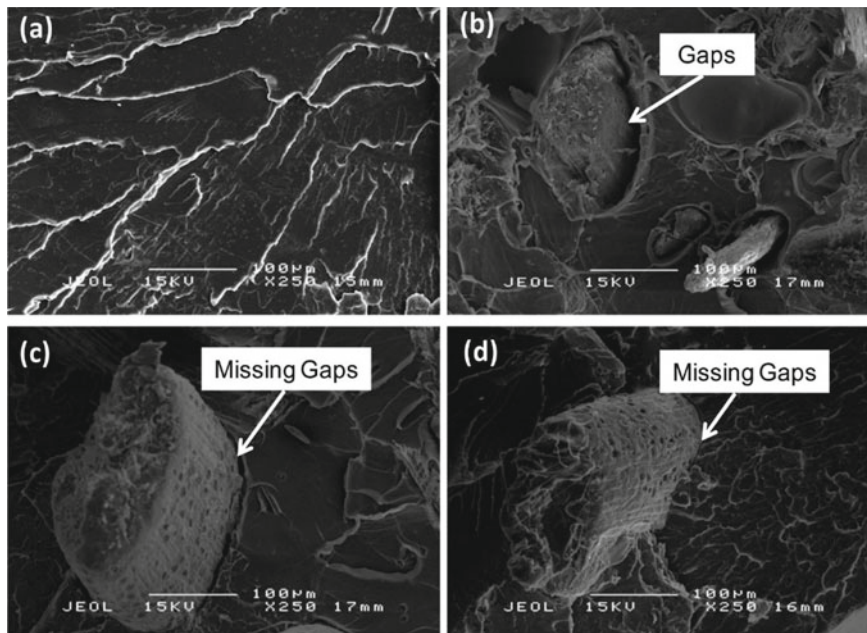 (a)
JEOL 15KV 100μm X250 15mm
(b)
Gaps
JEOL 15KV 100μm X250 17mm
(c)
Missing Gaps
JEOL 15KV 100μm X250 17mm
(d)
Missing Gaps
JEOL 15KV 100μm X250 16mm